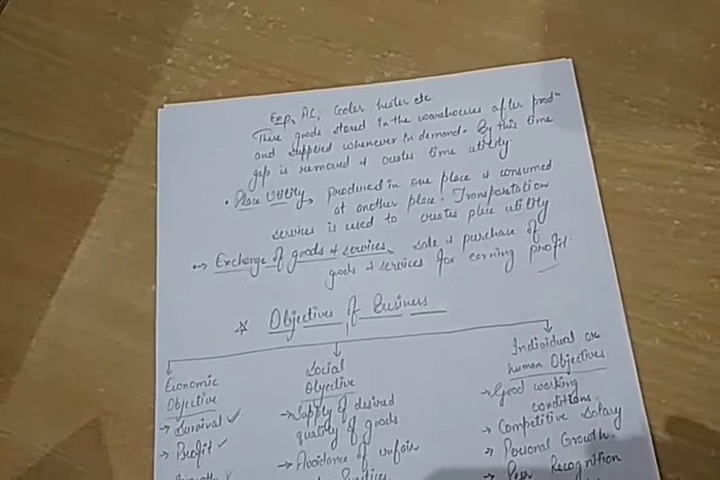 Exp, AC, Cooler, heater etc
These goods stored in the warehouses after prodn
and supplied whenever in demand. By this time
gap is removed & creates time utility.
• Place Utility → produced in one place & consumed
at another place. Transportation
services is used to creates place utility
Exchange of goods & services → sale & purchase of
goods & services for earning profit.
☆ Objectives of Business
Economic Objective
→ Survival ✓
→ Profit ✓
Social Objective
→ Supply of desired
quality of goods
→ Avoidance of unfair
Individual or
human Objectives
→ Good working
conditions.
→ Competitive Salary
→ Personal Growth.
→ Peer Recognition